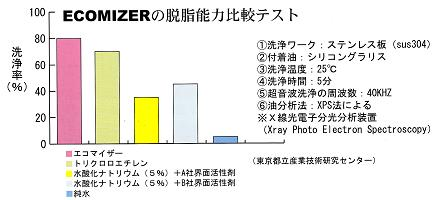 ECOMIZERの脱脂能力比較テスト
洗浄率(%)
100
90
80
70
60
50
40
30
20
10
0
エコマイザー
トリクロロエチレン
水酸化ナトリウム(5%)+A社界面活性剤
水酸化ナトリウム(5%)+B社界面活性剤
純水
①洗浄ワーク:ステンレス板(sus304)
②付着油:シリコングラリス
③洗浄温度:25℃
④洗浄時間:5分
⑤超音波洗浄の周波数:40KHZ
⑥油分析法:XPS法による
※X線光電子分光分析装置
(Xray Photo Electron Spectroscopy)
(東京都立産業技術研究センター)